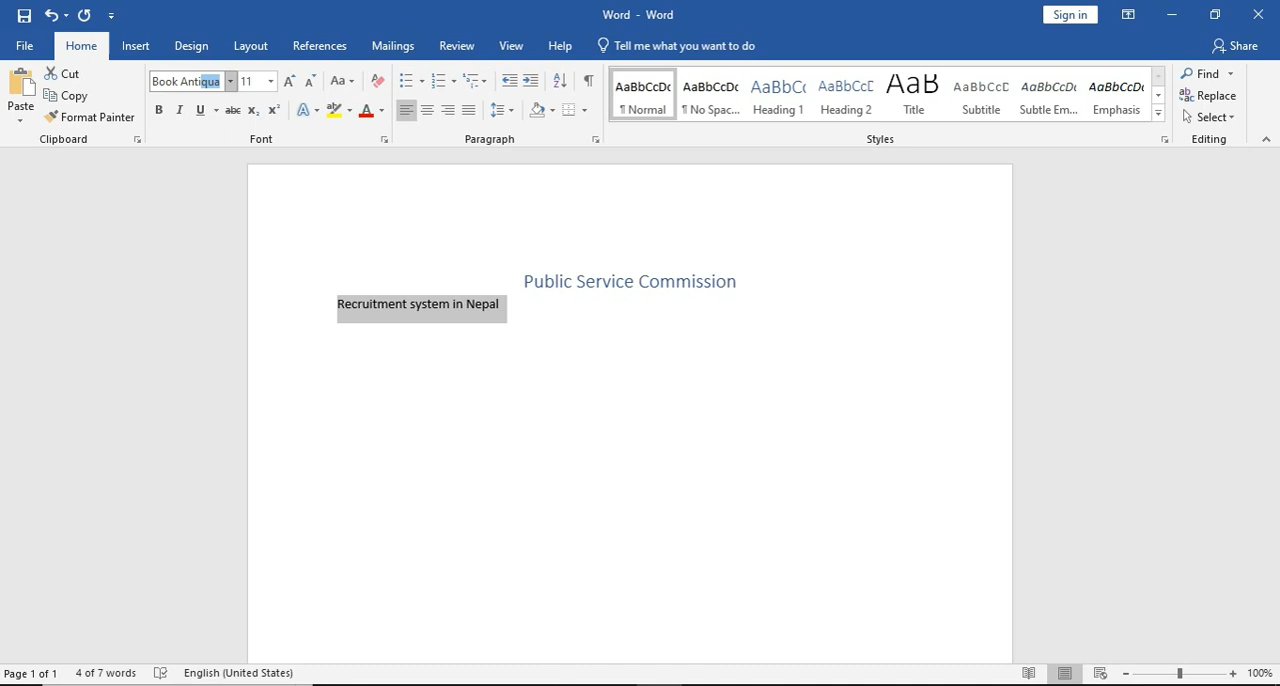 Word - Word
Sign in
File Home Insert Design Layout References Mailings Review View Help Tell me what you want to do Share
Paste
Cut
Copy
Format Painter
Clipboard
Book Antiqua 11 A A Aa
B I U abc x₂ x² A ab A
Font
Paragraph
AaBbCcDc ¶ Normal
AaBbCcDc ¶ No Spac...
AaBbCc Heading 1
AaBbCcD Heading 2
AaB Title
AaBbCcD Subtitle
AaBbCcDc Subtle Em...
AaBbCcDc Emphasis
Styles
Find
Replace
Select
Editing
Public Service Commission
Recruitment system in Nepal
Page 1 of 1 4 of 7 words English (United States) 100%